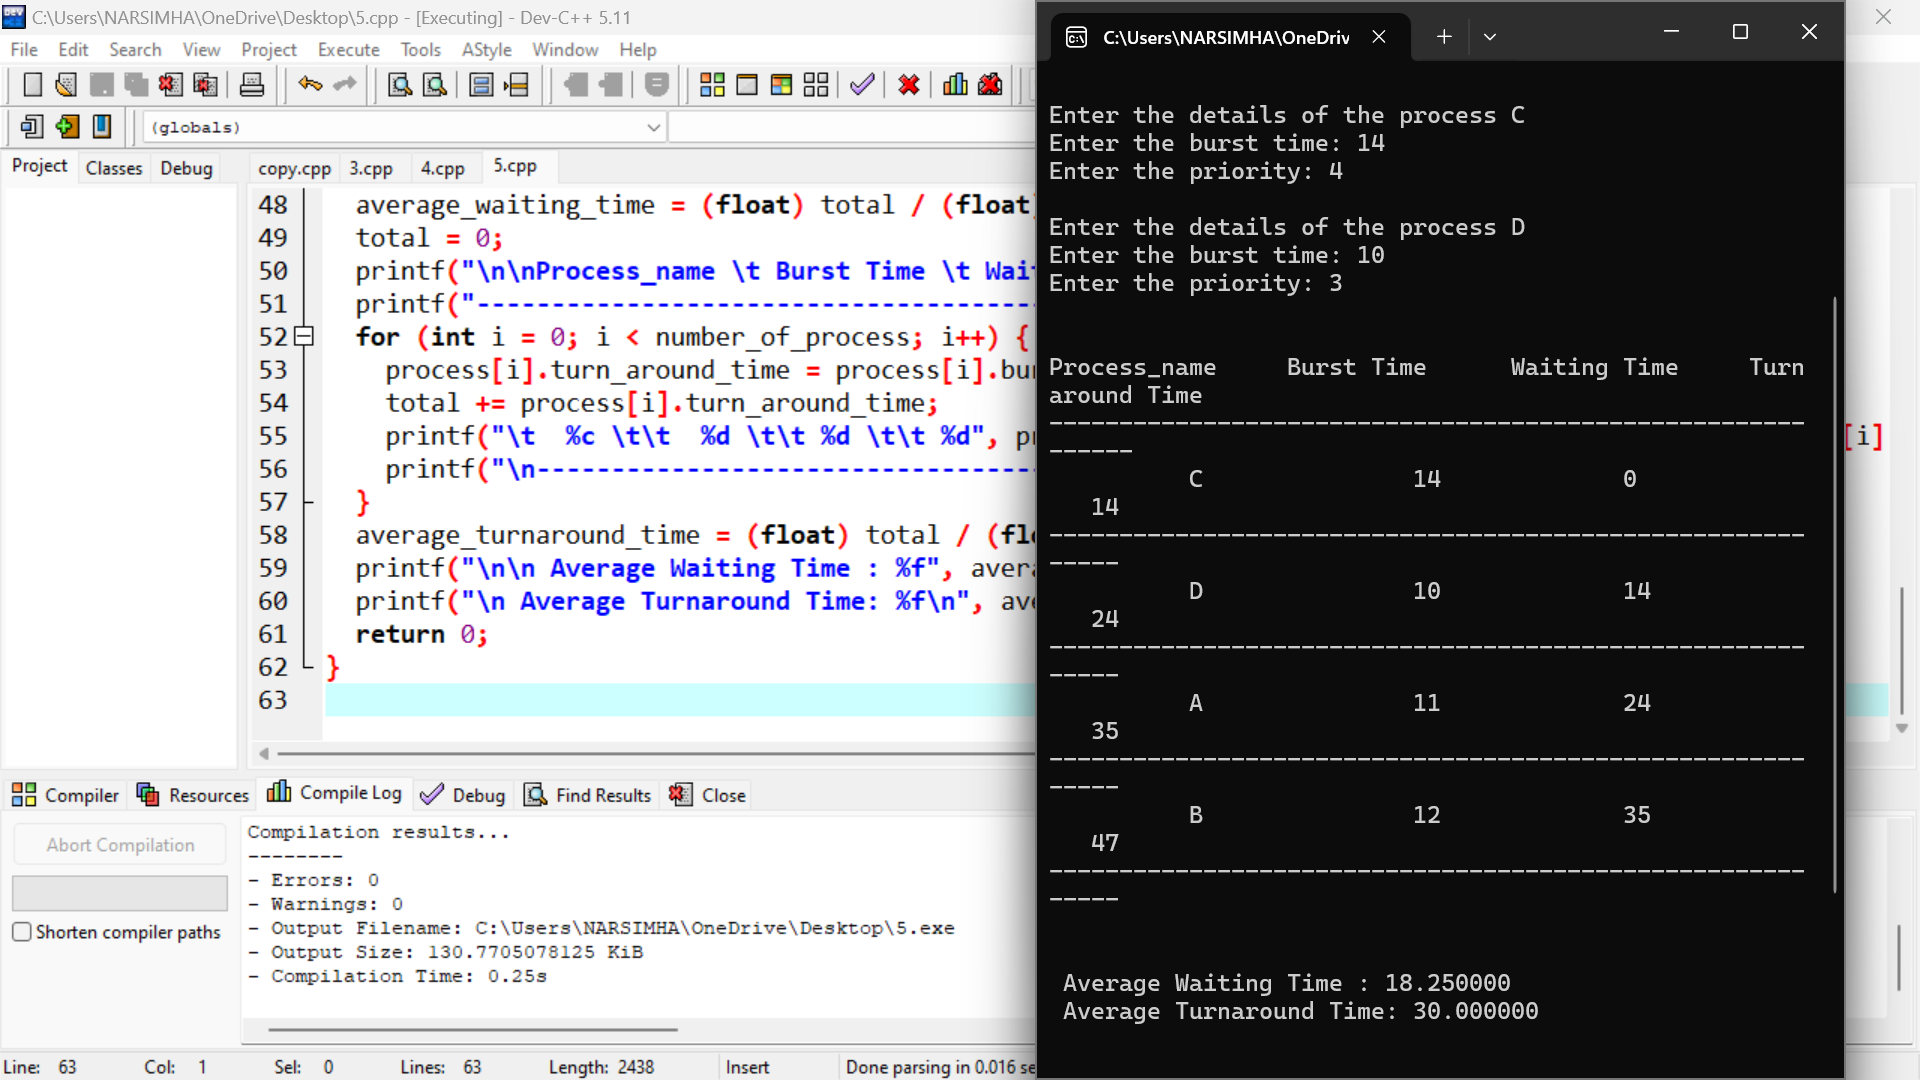 C:\Users\NARSIMHA\OneDrive\Desktop\5.cpp - [Executing] - Dev-C++ 5.11
File Edit Search View Project Execute Tools AStyle Window Help
(globals)
Project Classes Debug
copy.cpp 3.cpp 4.cpp 5.cpp
48 average_waiting_time = (float) total / (float)
49 total = 0;
50 printf("\n\nProcess_name \t Burst Time \t Wai
51 printf("-------------------------------------
52 for (int i = 0; i < number_of_process; i++) {
53 process[i].turn_around_time = process[i].bu
54 total += process[i].turn_around_time;
55 printf("\t  %c \t\t  %d \t\t %d \t\t %d", p
[i]
56 printf("\n---------------------------------
57 }
58 average_turnaround_time = (float) total / (flo
59 printf("\n\n Average Waiting Time : %f", aver
60 printf("\n Average Turnaround Time: %f\n", av
61 return 0;
62 }
63
Compiler Resources Compile Log Debug Find Results Close
Abort Compilation
Shorten compiler paths
Compilation results...
--------
- Errors: 0
- Warnings: 0
- Output Filename: C:\Users\NARSIMHA\OneDrive\Desktop\5.exe
- Output Size: 130.7705078125 KiB
- Compilation Time: 0.25s
Line: 63 Col: 1 Sel: 0 Lines: 63 Length: 2438 Insert Done parsing in 0.016 se
C:\Users\NARSIMHA\OneDriv
Enter the details of the process C
Enter the burst time: 14
Enter the priority: 4
Enter the details of the process D
Enter the burst time: 10
Enter the priority: 3
Process_name Burst Time Waiting Time Turn
around Time
------------------------------------------------------
------
C 14 0
14
------------------------------------------------------
-----
D 10 14
24
------------------------------------------------------
-----
A 11 24
35
------------------------------------------------------
-----
B 12 35
47
------------------------------------------------------
-----
Average Waiting Time : 18.250000
Average Turnaround Time: 30.000000